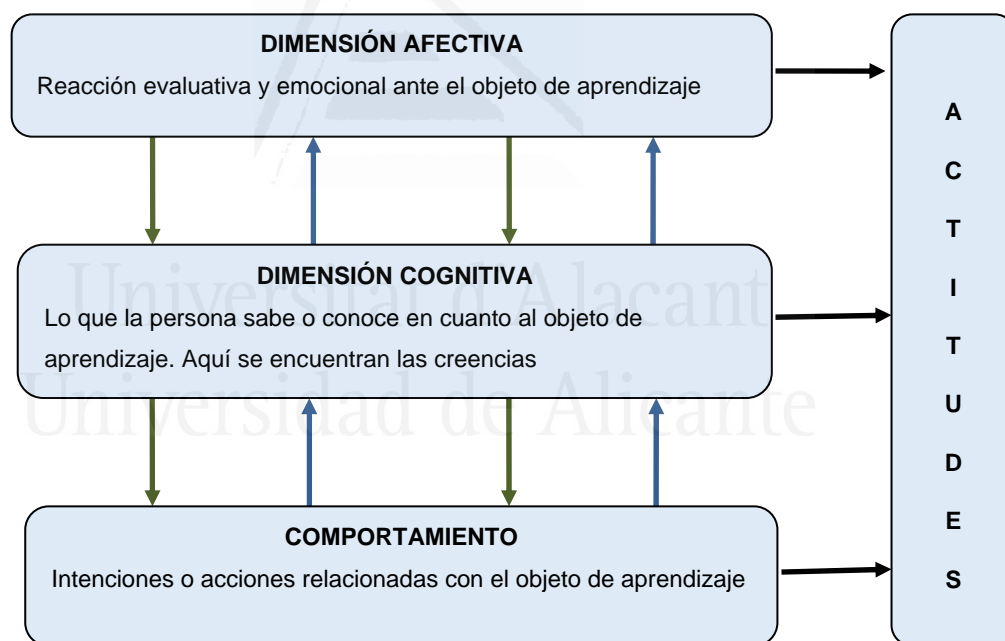 DIMENSIÓN AFECTIVA
Reacción evaluativa y emocional ante el objeto de aprendizaje
DIMENSIÓN COGNITIVA
Lo que la persona sabe o conoce en cuanto al objeto de
aprendizaje. Aquí se encuentran las creencias
COMPORTAMIENTO
Intenciones o acciones relacionadas con el objeto de aprendizaje
A
C
T
I
T
U
D
E
S
Universitat d'Alacant
Universidad de Alicante